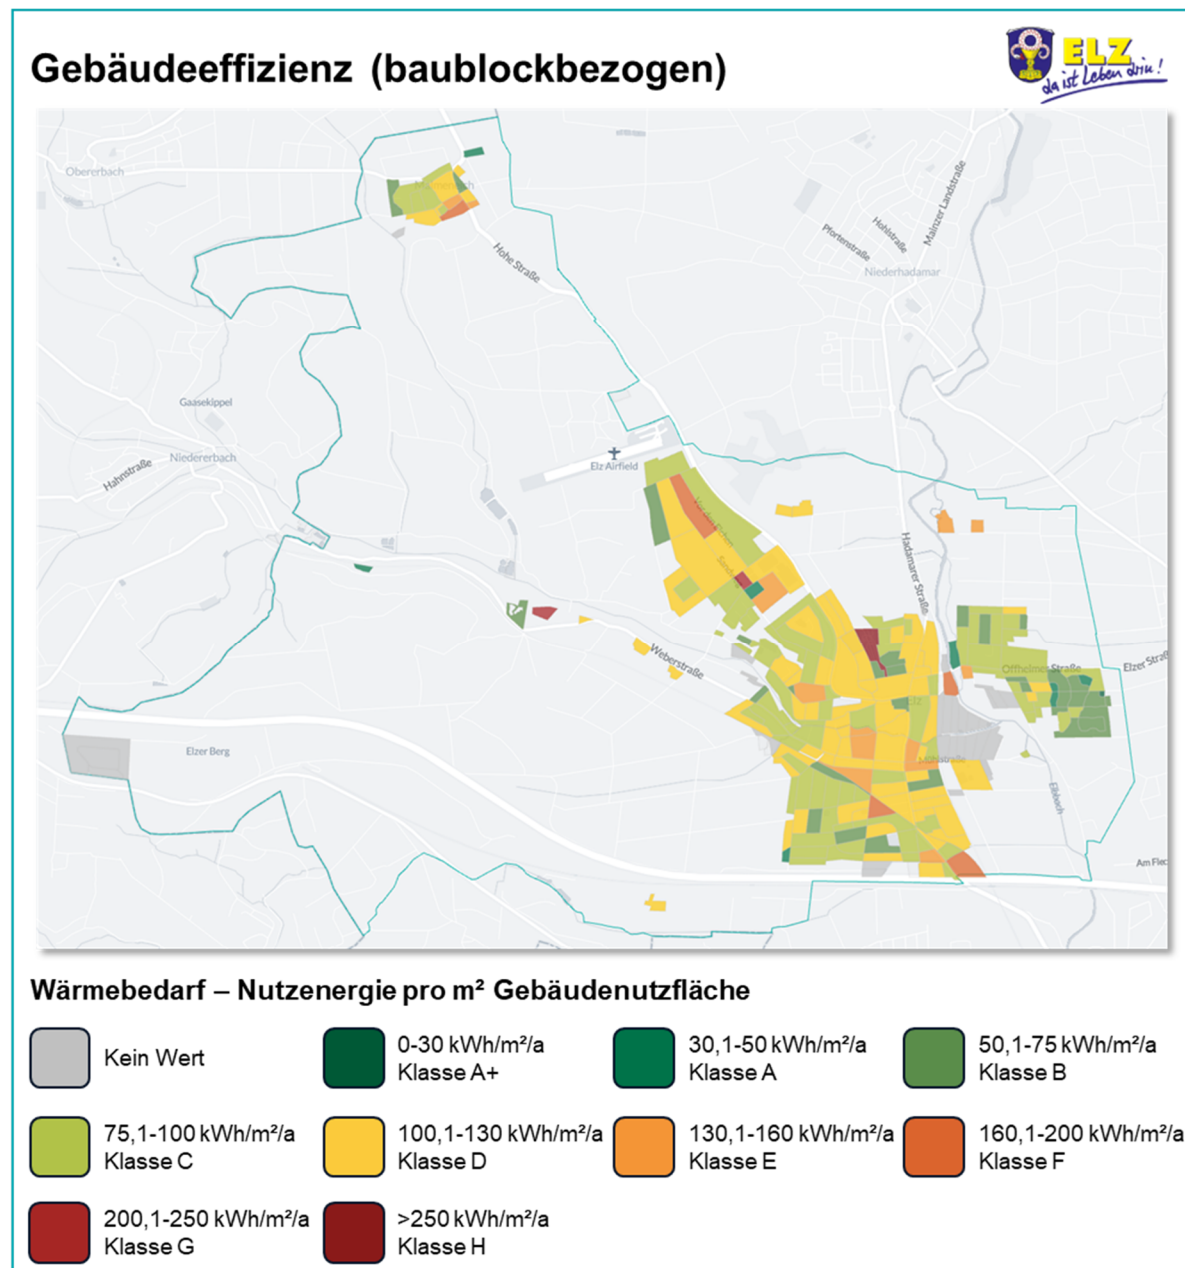 Gebäudeeffizienz (baublockbezogen)
ELZ
da ist Leben drin!
Obererbach
Hohe Straße
Pfortenstraße
Hohlstraße
Mainzer Landstraße
Niederhadamar
Gaasekippel
Niedererbach
Hahnstraße
Elz Airfield
Hadamarer Straße
Weberstraße
Offheimer Straße
Elzer Straß
Elz
Elzer Berg
Mühlstraße
Elbbach
Am Flec
Wärmebedarf – Nutzenergie pro m² Gebäudenutzfläche
Kein Wert
0-30 kWh/m²/a
Klasse A+
30,1-50 kWh/m²/a
Klasse A
50,1-75 kWh/m²/a
Klasse B
75,1-100 kWh/m²/a
Klasse C
100,1-130 kWh/m²/a
Klasse D
130,1-160 kWh/m²/a
Klasse E
160,1-200 kWh/m²/a
Klasse F
200,1-250 kWh/m²/a
Klasse G
>250 kWh/m²/a
Klasse H